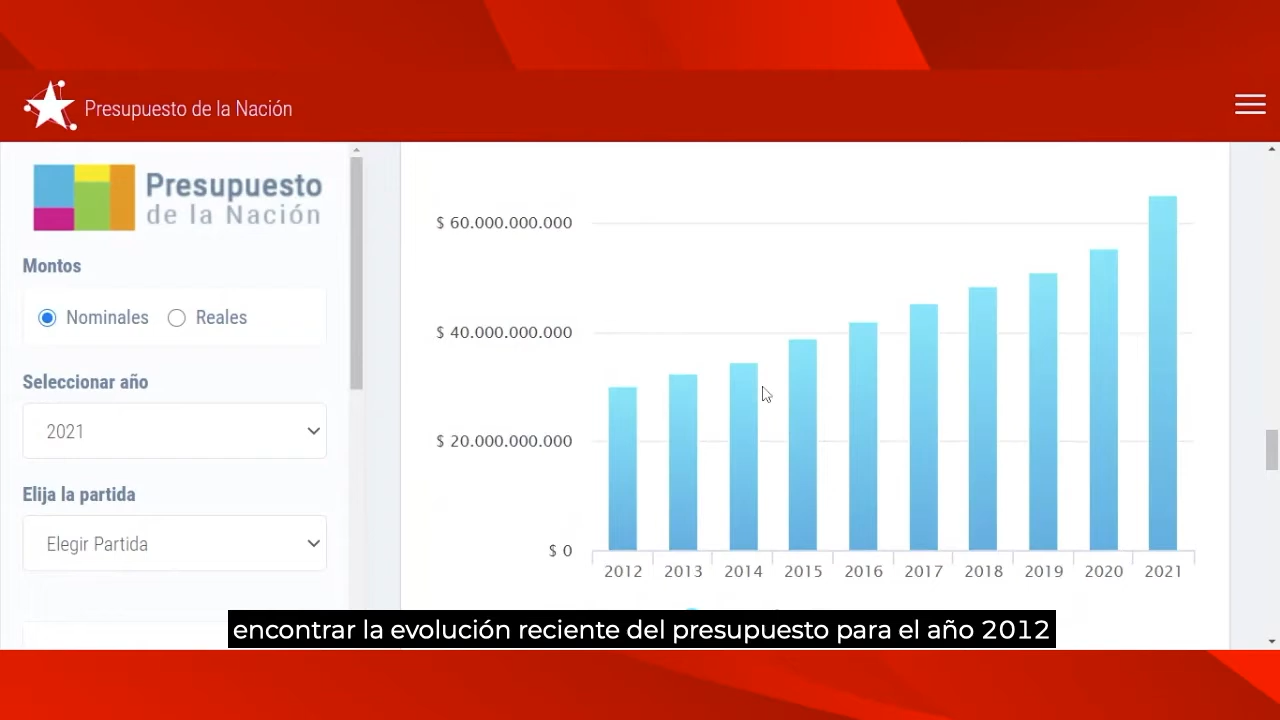 Presupuesto de la Nación
Presupuesto
de la Nación
Montos
Nominales
Reales
Seleccionar año
2021
Elija la partida
Elegir Partida
$ 60.000.000.000
$ 40.000.000.000
$ 20.000.000.000
$ 0
2012 2013 2014 2015 2016 2017 2018 2019 2020 2021
encontrar la evolución reciente del presupuesto para el año 2012